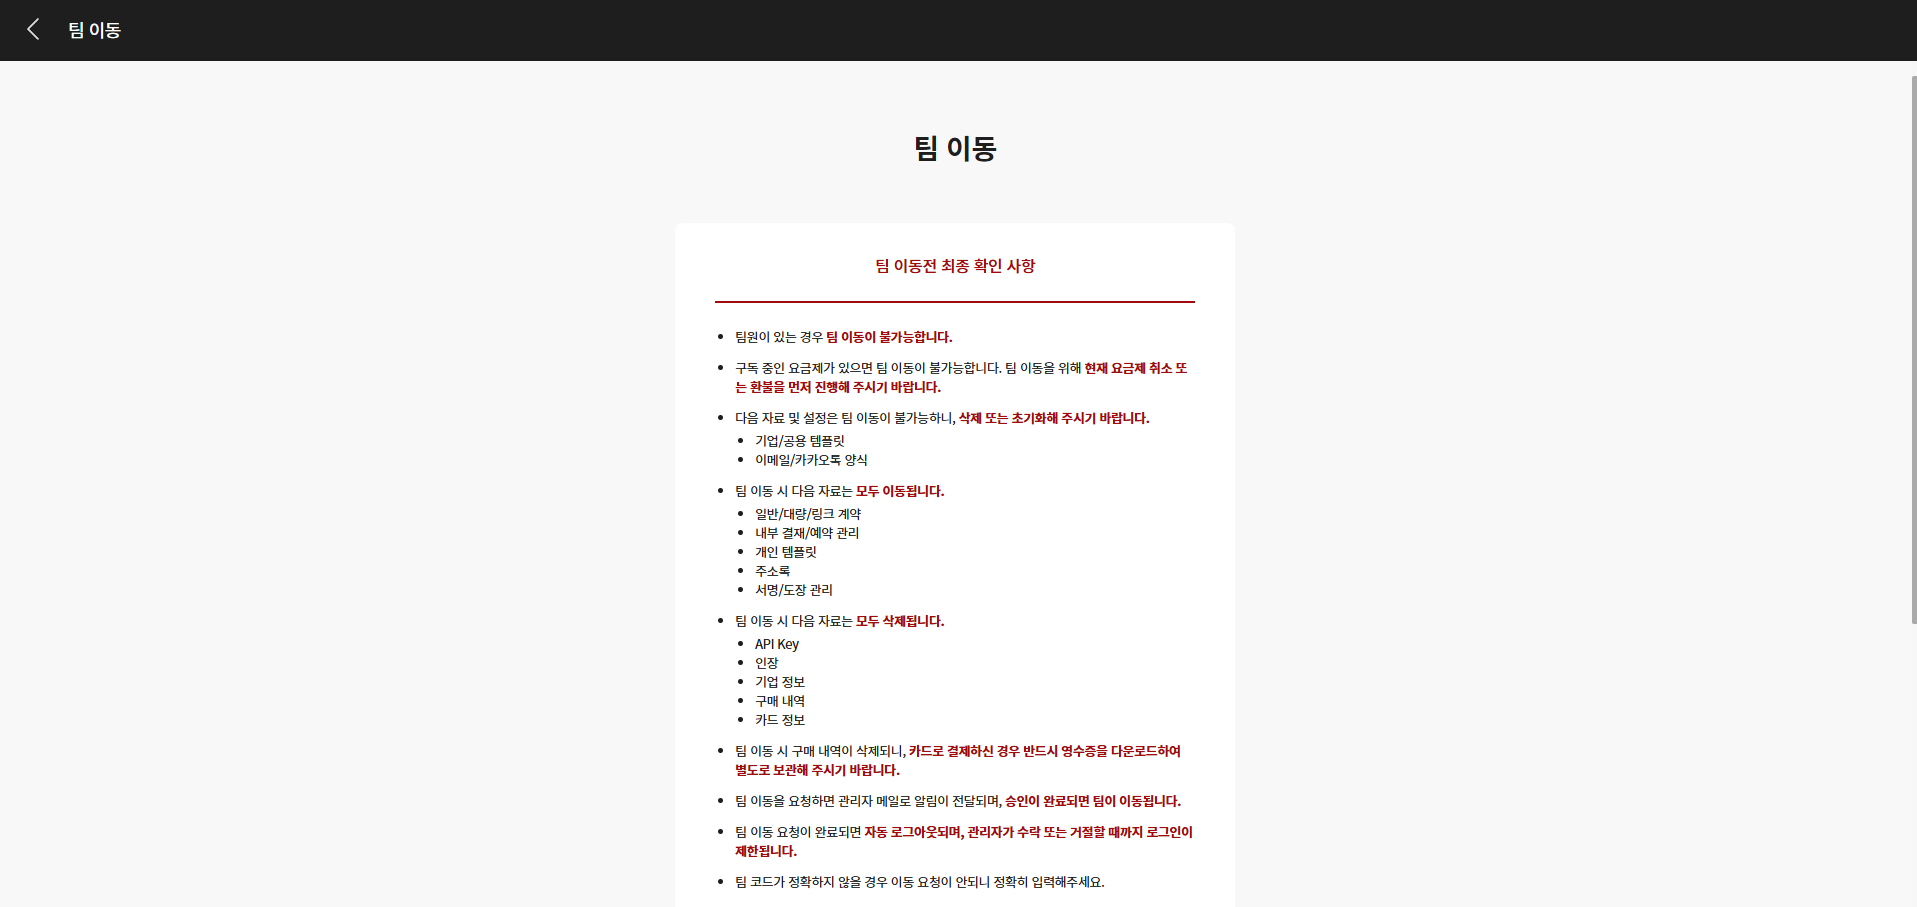 팀 이동
팀 이동
팀 이동전 최종 확인 사항
팀원이 있는 경우 팀 이동이 불가능합니다.
구독 중인 요금제가 있으면 팀 이동이 불가능합니다. 팀 이동을 위해 현재 요금제 취소 또
는 환불을 먼저 진행해 주시기 바랍니다.
다음 자료 및 설정은 팀 이동이 불가능하니, 삭제 또는 초기화해 주시기 바랍니다.
기업/공용 템플릿
이메일/카카오톡 양식
팀 이동 시 다음 자료는 모두 이동됩니다.
일반/대량/링크 계약
내부 결재/예약 관리
개인 템플릿
주소록
서명/도장 관리
팀 이동 시 다음 자료는 모두 삭제됩니다.
API Key
인장
기업 정보
구매 내역
카드 정보
팀 이동 시 구매 내역이 삭제되니, 카드로 결제하신 경우 반드시 영수증을 다운로드하여
별도로 보관해 주시기 바랍니다.
팀 이동을 요청하면 관리자 메일로 알림이 전달되며, 승인이 완료되면 팀이 이동됩니다.
팀 이동 요청이 완료되면 자동 로그아웃되며, 관리자가 수락 또는 거절할 때까지 로그인이
제한됩니다.
팀 코드가 정확하지 않을 경우 이동 요청이 안되니 정확히 입력해주세요.